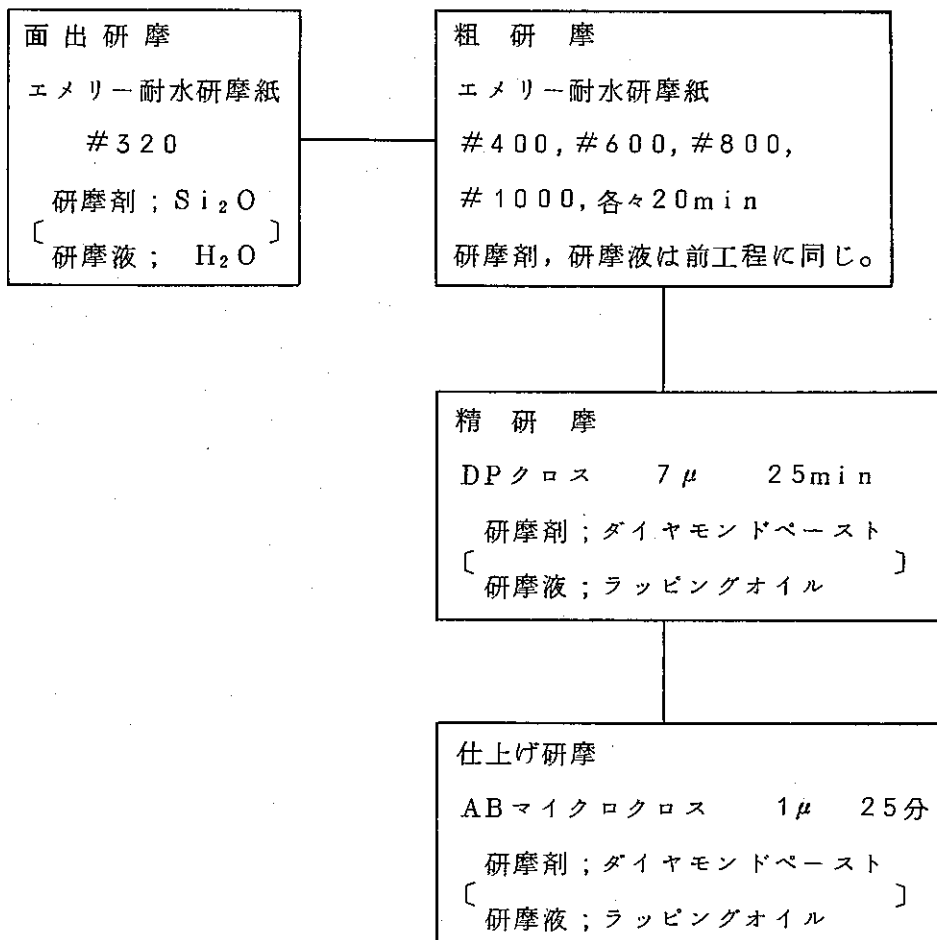 面出研摩
エメリー耐水研摩紙
#320
研摩剤；Si₂O
研摩液； H₂O
粗研摩
エメリー耐水研摩紙
#400，#600，#800，
#1000，各々20min
研摩剤，研摩液は前工程に同じ。
精研摩
DPクロス 7μ 25min
研摩剤；ダイヤモンドペースト
研摩液；ラッピングオイル
仕上げ研摩
ABマイクロクロス 1μ 25分
研摩剤；ダイヤモンドペースト
研摩液；ラッピングオイル